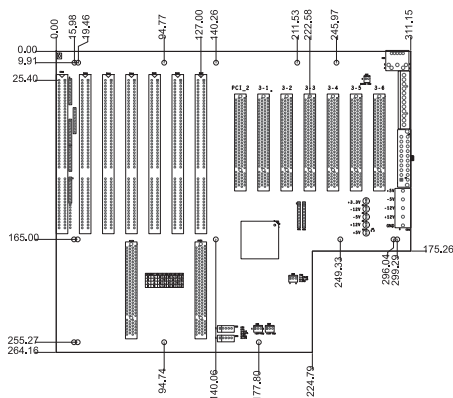 0.00
15.98
19.46
94.77
127.00
140.26
211.53
222.58
245.97
311.15
0.00
9.91
25.40
PCI_2 3-1 3-2 3-3 3-4 3-5 3-6
+5V
-5V
-12V
+12V
GND
+3.3V
-12V
-5V
+12V
+5V
165.00
175.26
249.33
296.04
299.29
255.27
264.16
94.74
140.06
177.80
224.79